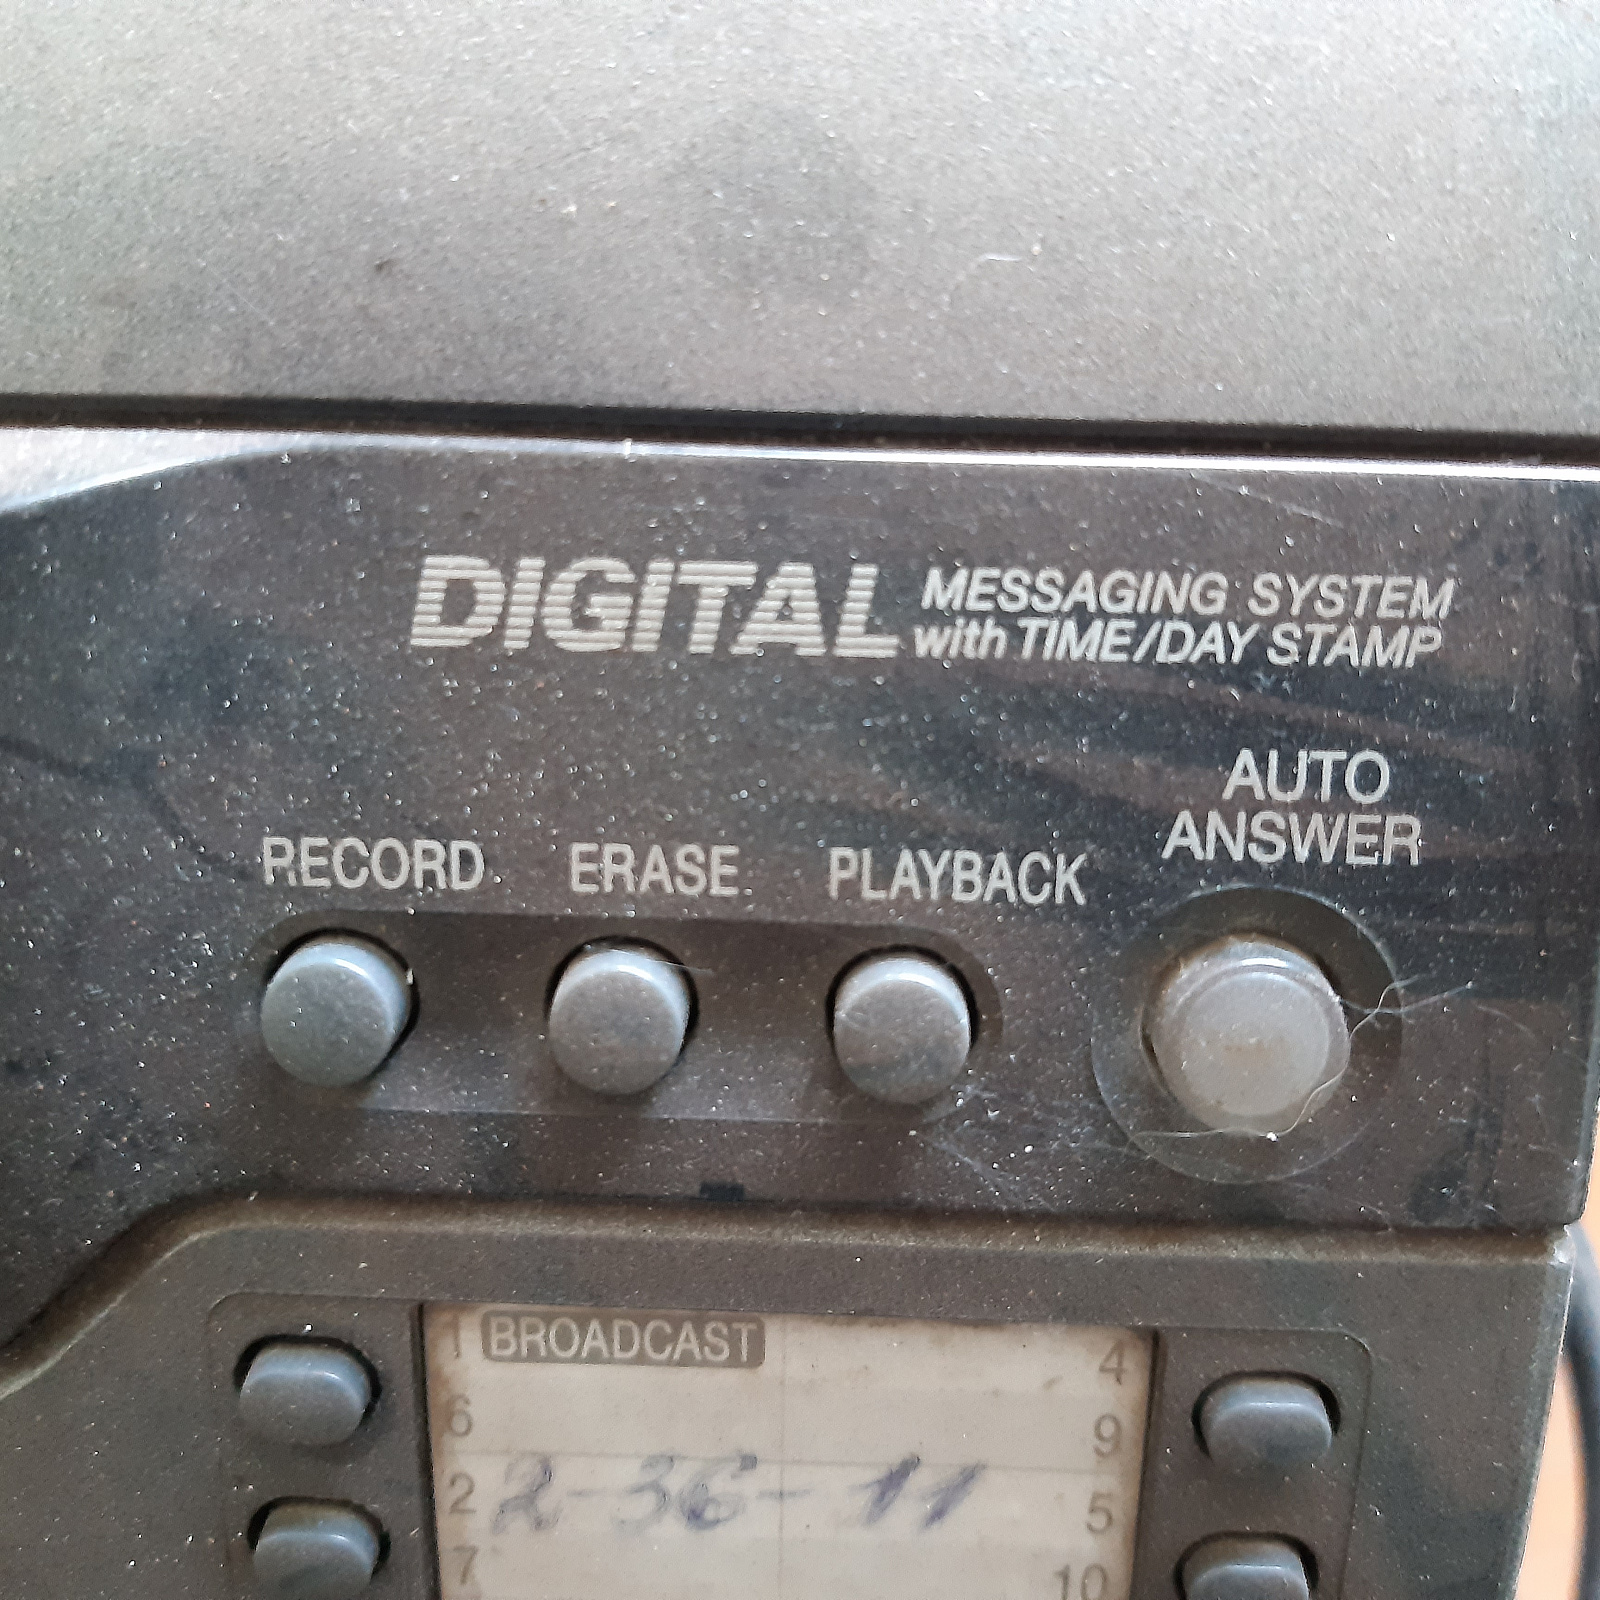 DIGITAL MESSAGING SYSTEM
with TIME/DAY STAMP
AUTO
ANSWER
RECORD ERASE PLAYBACK
1 BROADCAST 4
6 9
2 2-36-11 5
7 10